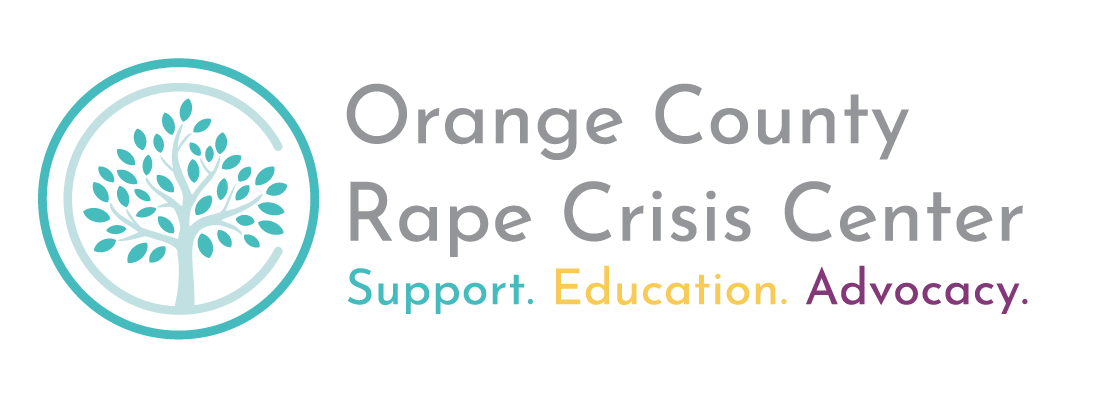 Orange County
Rape Crisis Center
Support. Education. Advocacy.